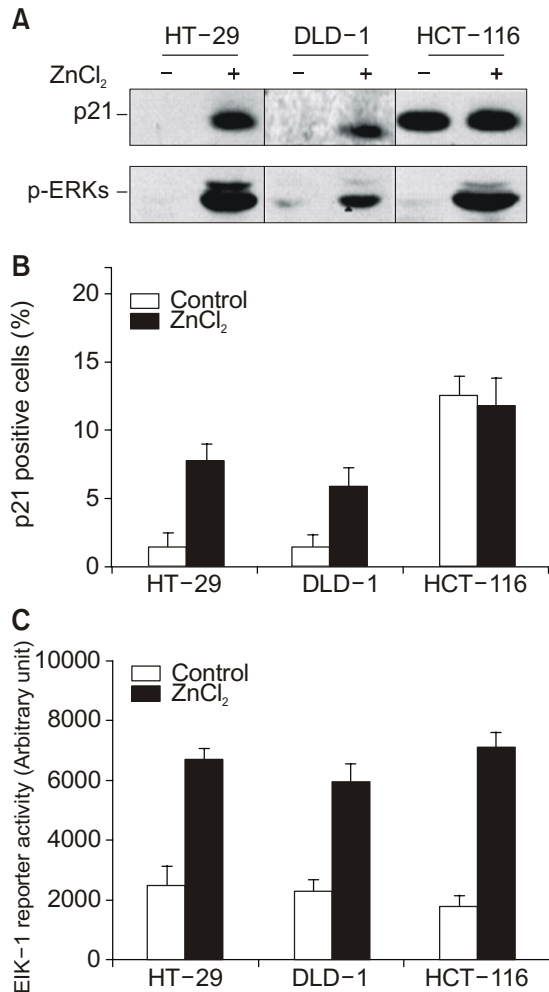 A
HT−29 DLD−1 HCT−116
ZnCl₂ − + − + − +
p21
p-ERKs
B
p21 positive cells (%)
20
15
10
5
0
Control
ZnCl₂
HT−29 DLD−1 HCT−116
C
ElK−1 reporter activity (Arbitrary unit)
10000
8000
6000
4000
2000
0
Control
ZnCl₂
HT−29 DLD−1 HCT−116